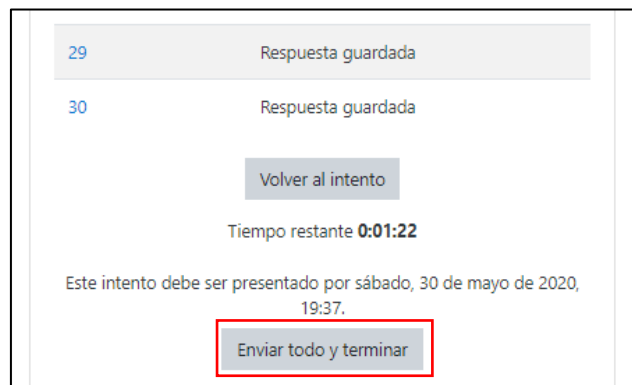 29 Respuesta guardada
30 Respuesta guardada
Volver al intento
Tiempo restante 0:01:22
Este intento debe ser presentado por sábado, 30 de mayo de 2020,
19:37.
Enviar todo y terminar